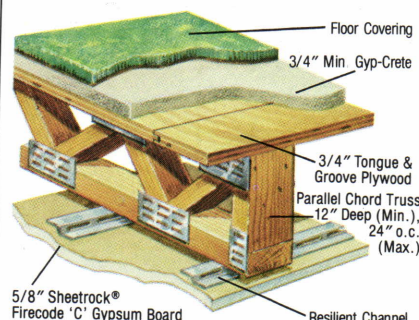 Floor Covering
3/4" Min. Gyp-Crete
3/4" Tongue &
Groove Plywood
Parallel Chord Truss
12" Deep (Min.),
24" o.c.
(Max.)
5/8" Sheetrock®
Firecode 'C' Gypsum Board
Resilient Channel